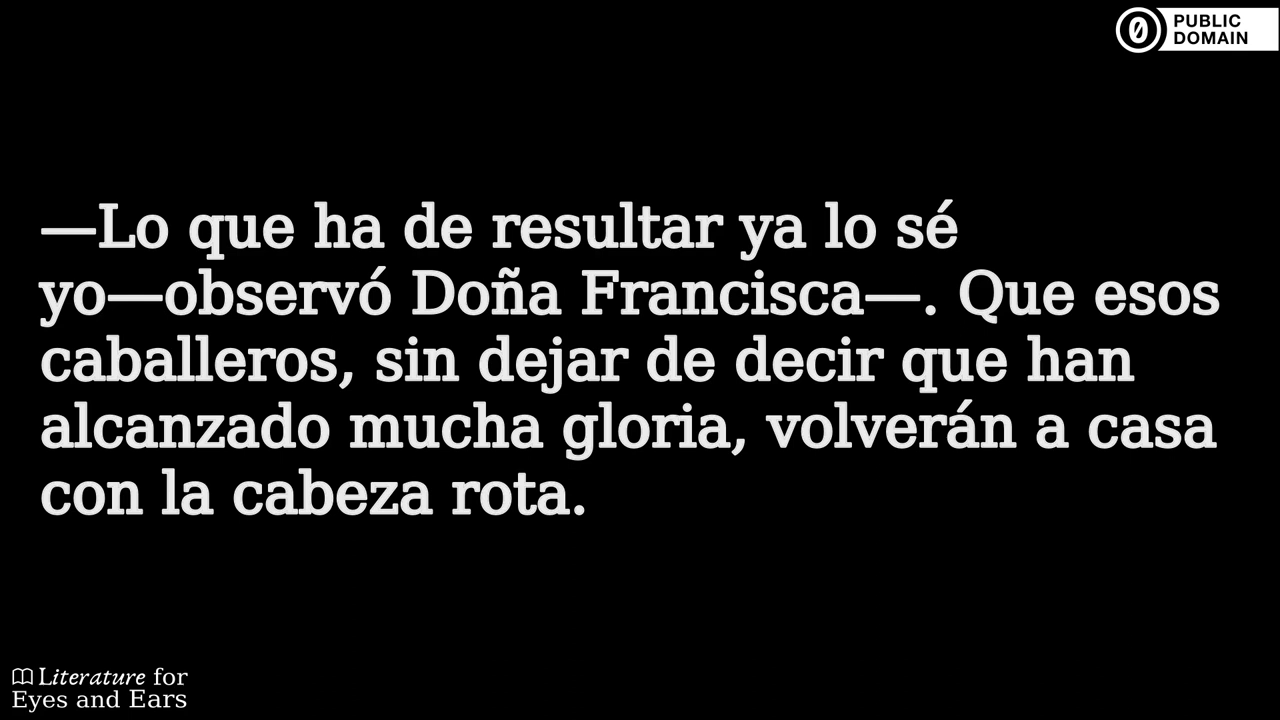 PUBLIC
DOMAIN
—Lo que ha de resultar ya lo sé
yo—observó Doña Francisca—. Que esos
caballeros, sin dejar de decir que han
alcanzado mucha gloria, volverán a casa
con la cabeza rota.
Literature for
Eyes and Ears